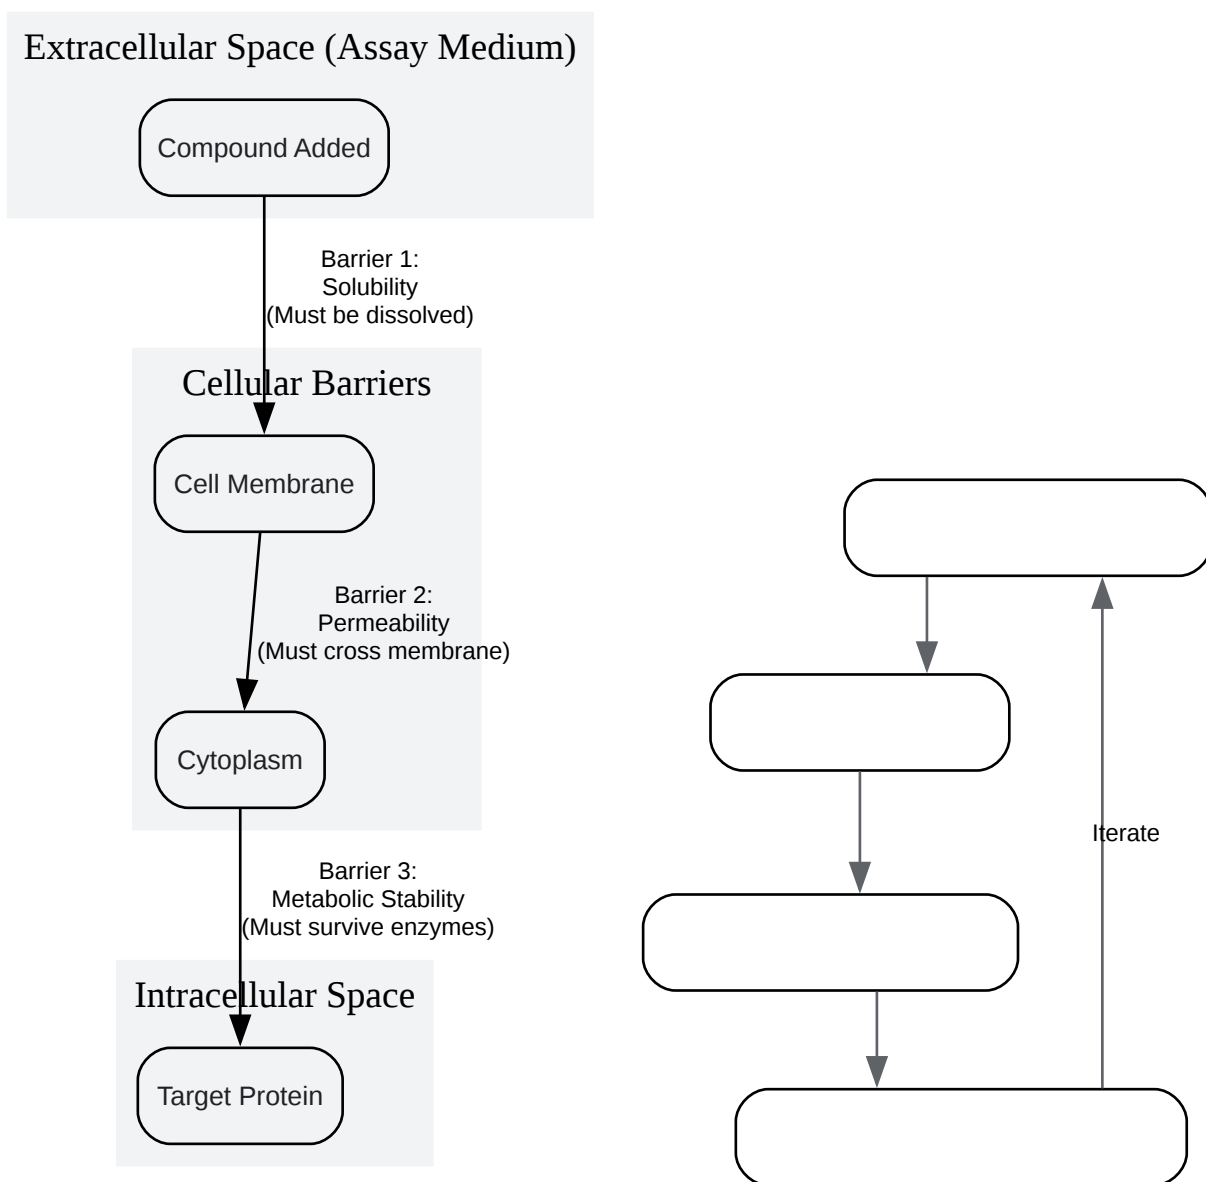 Extracellular Space (Assay Medium)
Compound Added
Barrier 1:
Solubility
(Must be dissolved)
Cellular Barriers
Cell Membrane
Barrier 2:
Permeability
(Must cross membrane)
Cytoplasm
Barrier 3:
Metabolic Stability
(Must survive enzymes)
Intracellular Space
Target Protein
Iterate